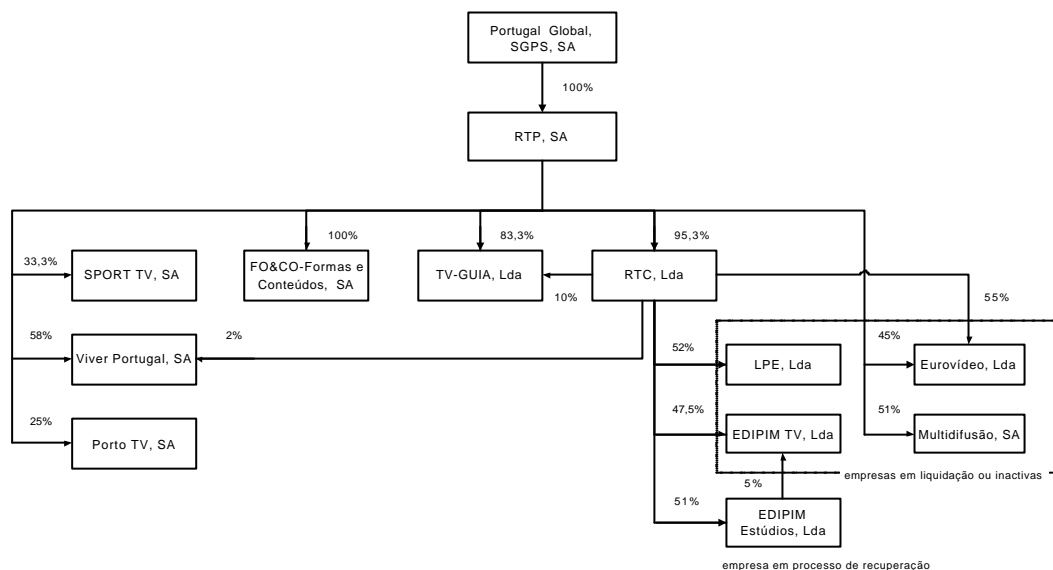 Portugal Global,
SGPS, SA
100%
RTP, SA
33,3%
100%
83,3%
95,3%
SPORT TV, SA
FO&CO-Formas e
Conteúdos, SA
TV-GUIA, Lda
RTC, Lda
10%
55%
58%
2%
52%
45%
Viver Portugal, SA
LPE, Lda
Eurovídeo, Lda
25%
47,5%
51%
Porto TV, SA
EDIPIM TV, Lda
Multidifusão, SA
empresas em liquidação ou inactivas
5%
51%
EDIPIM
Estúdios, Lda
empresa em processo de recuperação